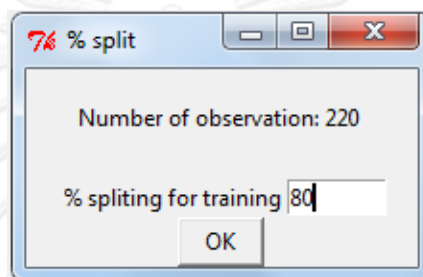 % split
Number of observation: 220
% spliting for training 80
OK